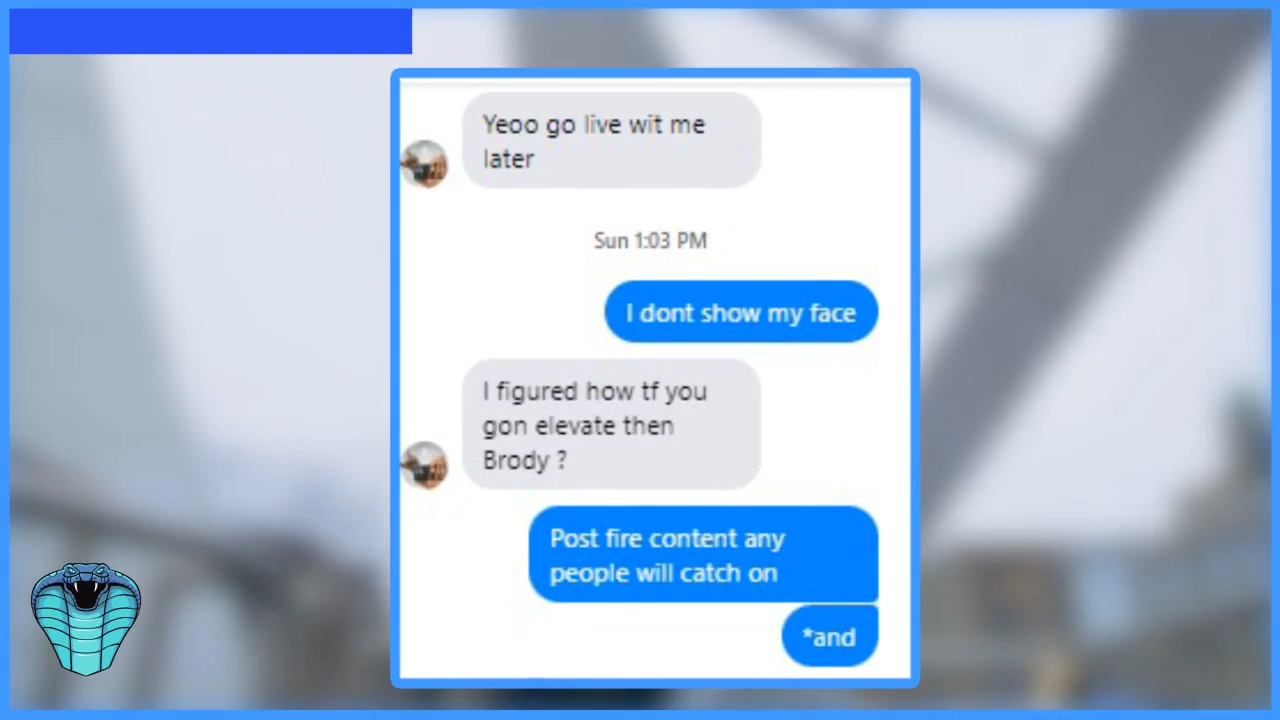 Yeoo go live wit me
later
Sun 1:03 PM
I dont show my face
I figured how tf you
gon elevate then
Brody ?
Post fire content any
people will catch on
*and